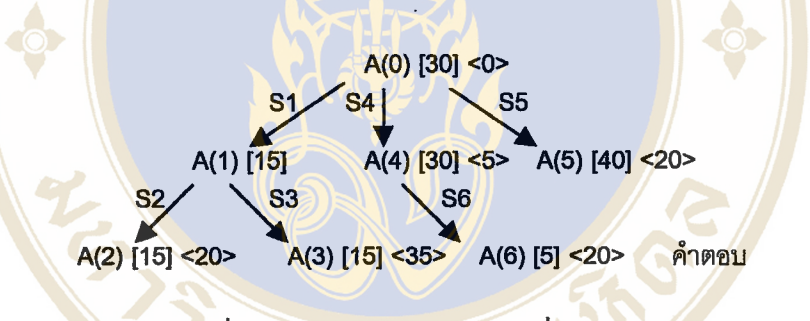 A(0) [30] <0>
S1 S4 S5
A(1) [15] A(4) [30] <5> A(5) [40] <20>
S2 S3 S6
A(2) [15] <20> A(3) [15] <35> A(6) [5] <20> คำตอบ